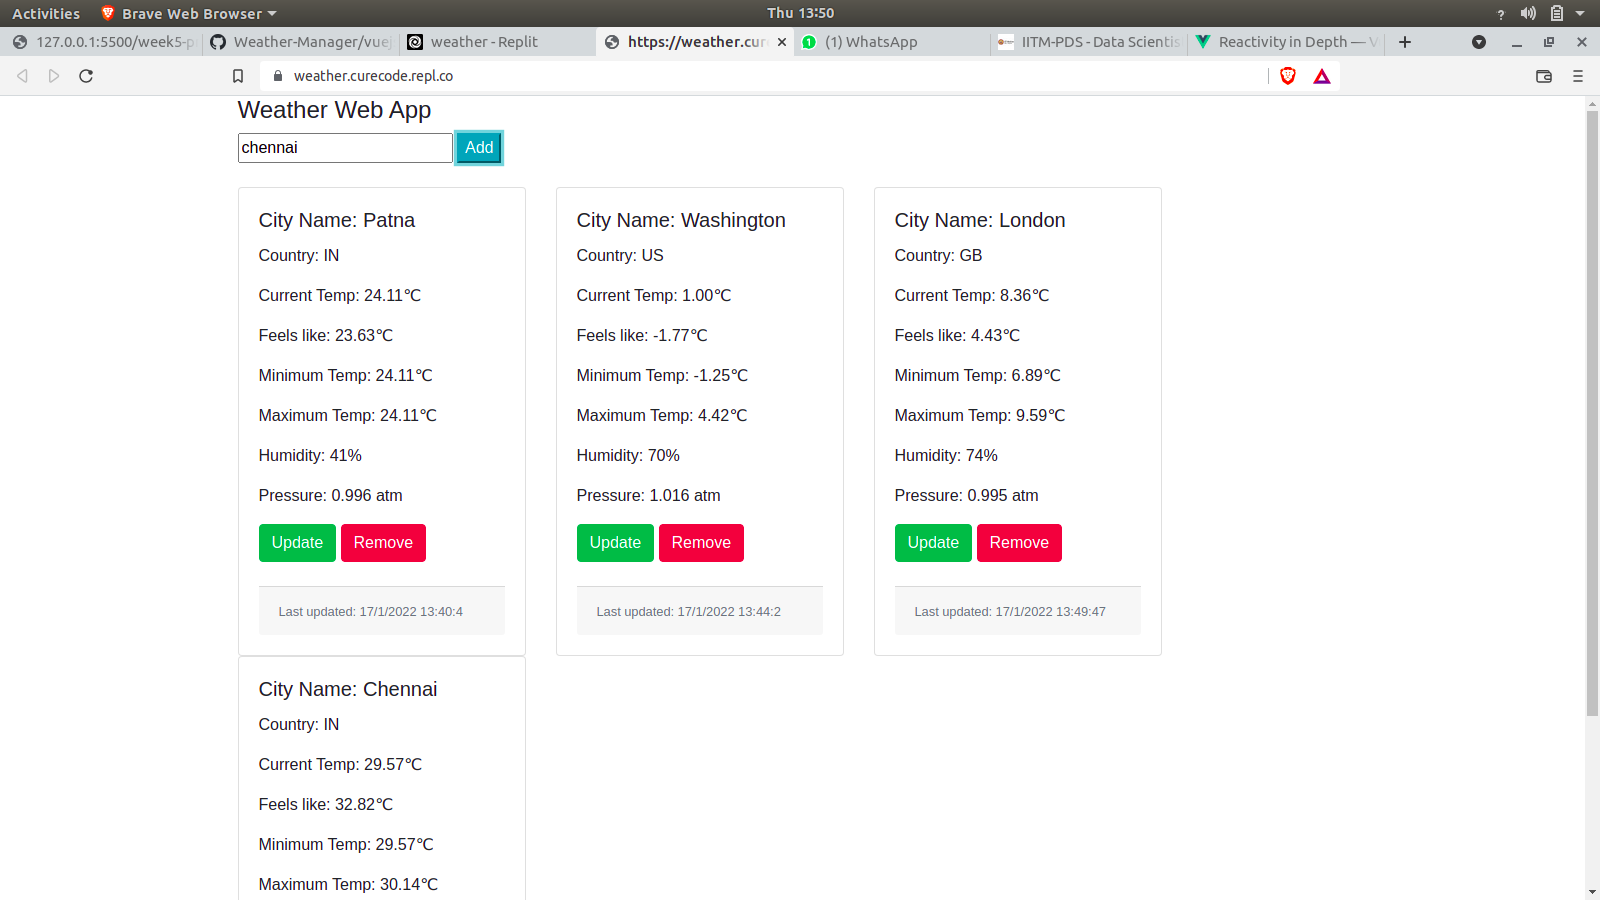 Activities Brave Web Browser Thu 13:50
127.0.0.1:5500/week5-p Weather-Manager/vuej weather - Replit https://weather.cure (1) WhatsApp IITM-PDS - Data Scientis Reactivity in Depth — V
weather.curecode.repl.co
Weather Web App
chennai Add
City Name: Patna
Country: IN
Current Temp: 24.11℃
Feels like: 23.63℃
Minimum Temp: 24.11℃
Maximum Temp: 24.11℃
Humidity: 41%
Pressure: 0.996 atm
Update Remove
Last updated: 17/1/2022 13:40:4
City Name: Washington
Country: US
Current Temp: 1.00℃
Feels like: -1.77℃
Minimum Temp: -1.25℃
Maximum Temp: 4.42℃
Humidity: 70%
Pressure: 1.016 atm
Update Remove
Last updated: 17/1/2022 13:44:2
City Name: London
Country: GB
Current Temp: 8.36℃
Feels like: 4.43℃
Minimum Temp: 6.89℃
Maximum Temp: 9.59℃
Humidity: 74%
Pressure: 0.995 atm
Update Remove
Last updated: 17/1/2022 13:49:47
City Name: Chennai
Country: IN
Current Temp: 29.57℃
Feels like: 32.82℃
Minimum Temp: 29.57℃
Maximum Temp: 30.14℃